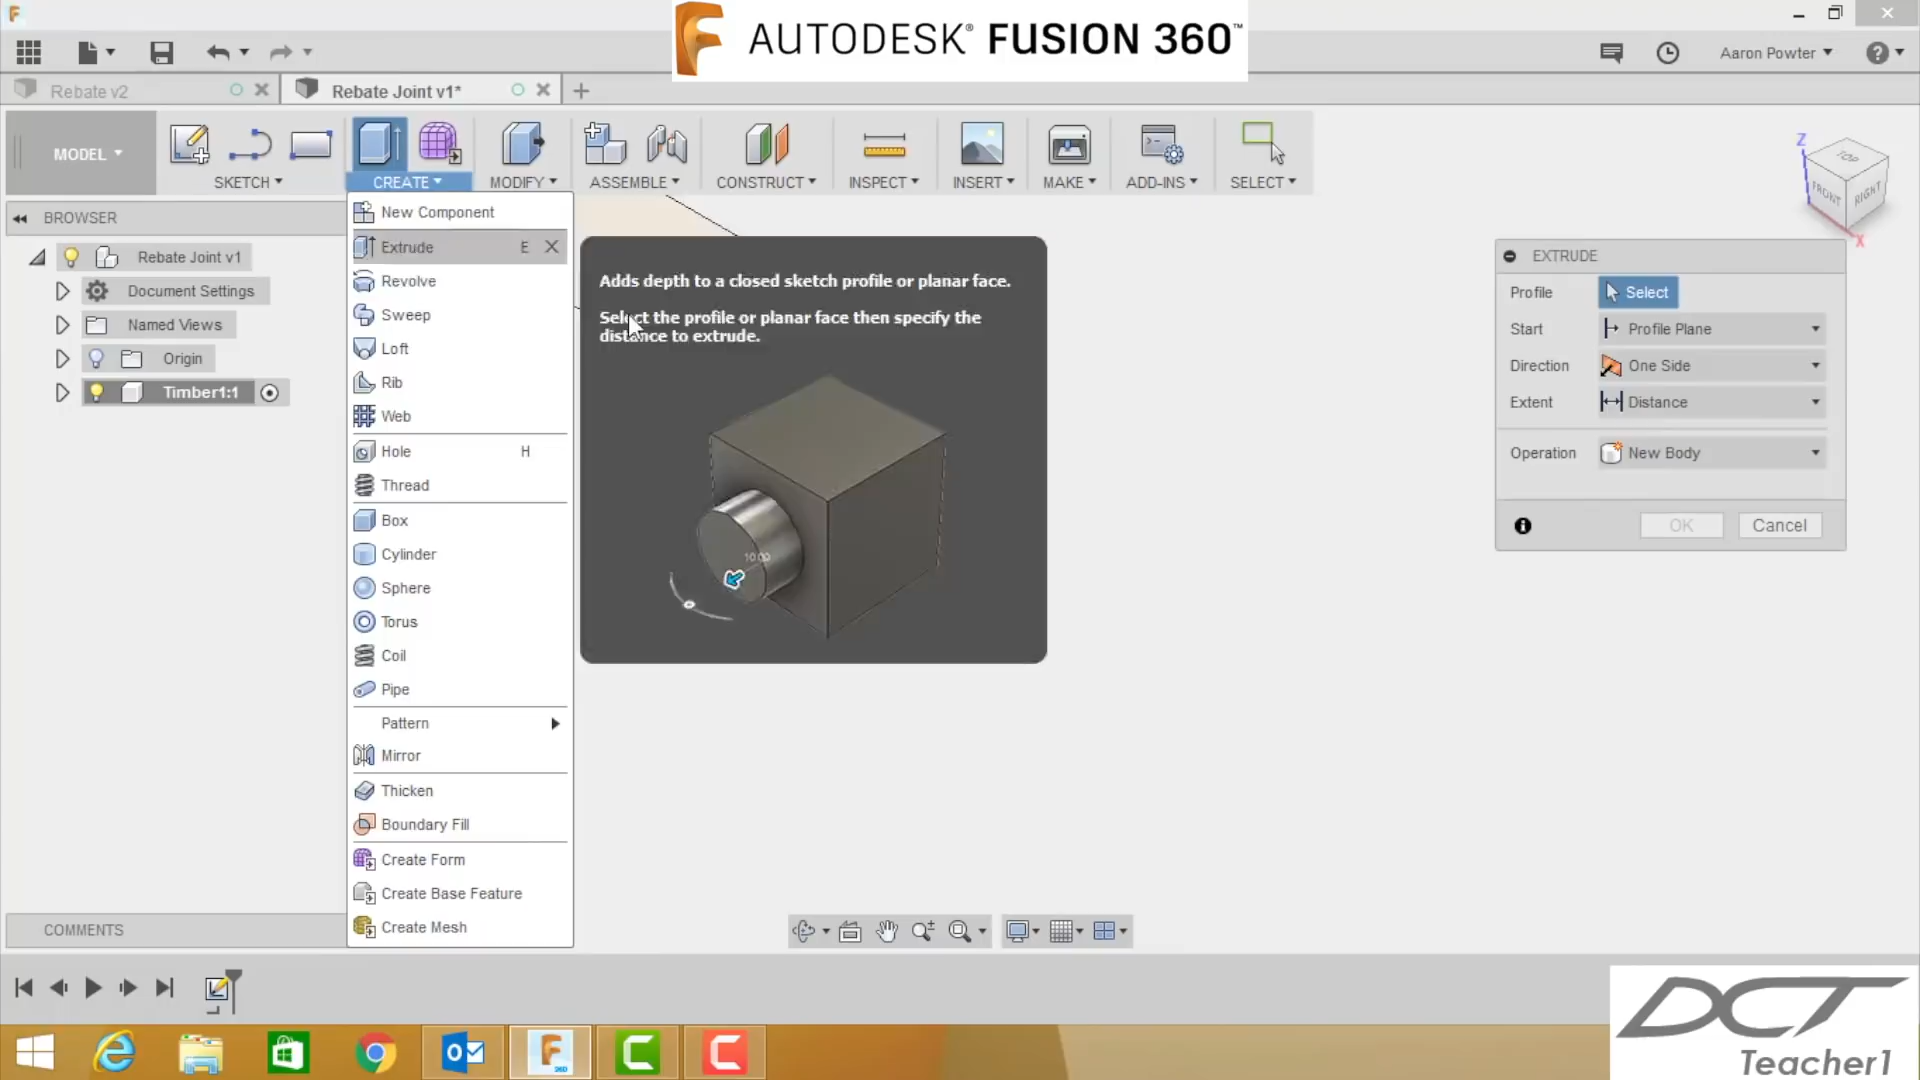 AUTODESK® FUSION 360™
Aaron Powter
Rebate v2
Rebate Joint v1*
MODEL
SKETCH
CREATE
MODIFY
ASSEMBLE
CONSTRUCT
INSPECT
INSERT
MAKE
ADD-INS
SELECT
Z
TOP
FRONT
RIGHT
X
BROWSER
Rebate Joint v1
Document Settings
Named Views
Origin
Timber1:1
New Component
Extrude E
Revolve
Sweep
Loft
Rib
Web
Hole H
Thread
Box
Cylinder
Sphere
Torus
Coil
Pipe
Pattern
Mirror
Thicken
Boundary Fill
Create Form
Create Base Feature
Create Mesh
Adds depth to a closed sketch profile or planar face.
Select the profile or planar face then specify the
distance to extrude.
10.00
EXTRUDE
Profile Select
Start Profile Plane
Direction One Side
Extent Distance
Operation New Body
OK Cancel
COMMENTS
DCT
Teacher1